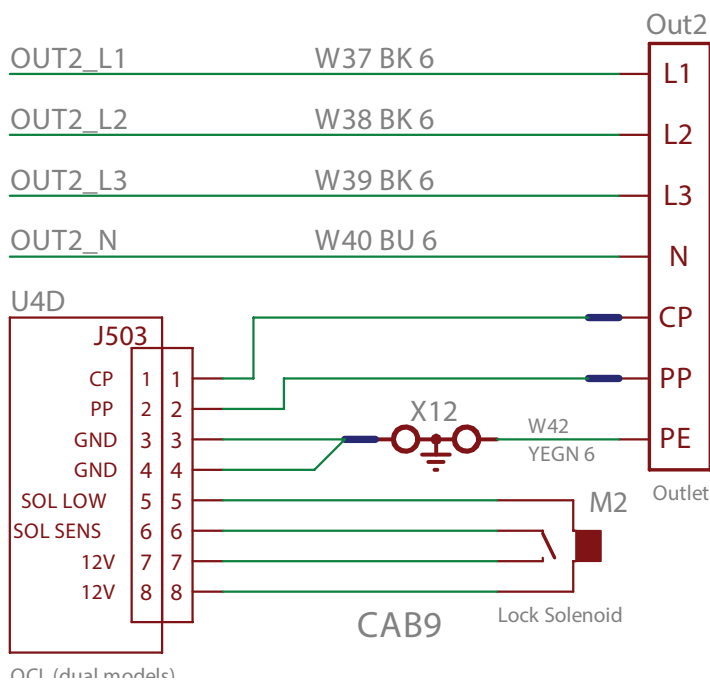 Out2
OUT2_L1 W37 BK 6 L1
OUT2_L2 W38 BK 6 L2
OUT2_L3 W39 BK 6 L3
OUT2_N W40 BU 6 N
U4D
CP
J503
CP 1 1
PP
PP 2 2
X12
GND 3 3 W42 PE
YEGN 6
GND 4 4
Outlet
SOL LOW 5 5 M2
SOL SENS 6 6
12V 7 7
12V 8 8
Lock Solenoid
CAB9
OCL (dual models)